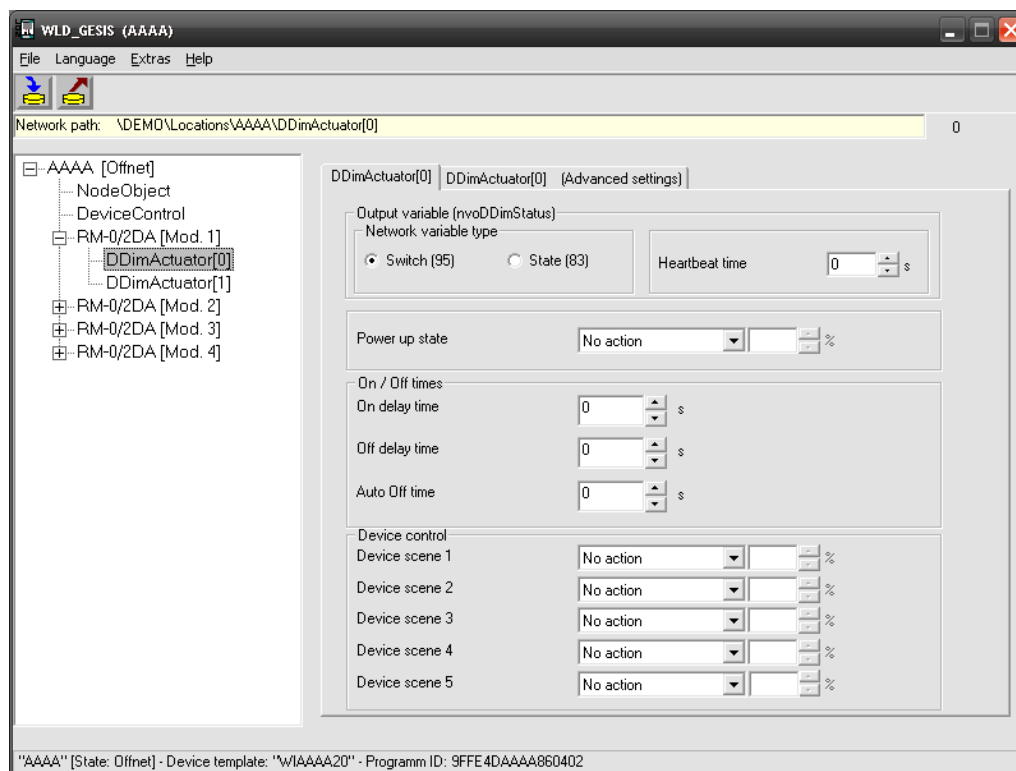 WLD_GESIS (AAAA)
File Language Extras Help
Network path: \DEMO\Locations\AAAA\DDimActuator[0]
0
AAAA [Offnet]
NodeObject
DeviceControl
RM-0/2DA [Mod. 1]
DDimActuator[0]
DDimActuator[1]
RM-0/2DA [Mod. 2]
RM-0/2DA [Mod. 3]
RM-0/2DA [Mod. 4]
DDimActuator[0] DDimActuator[0] (Advanced settings)
Output variable (nvoDDimStatus)
Network variable type
Switch (95) State (83)
Heartbeat time 0 s
Power up state No action %
On / Off times
On delay time 0 s
Off delay time 0 s
Auto Off time 0 s
Device control
Device scene 1 No action %
Device scene 2 No action %
Device scene 3 No action %
Device scene 4 No action %
Device scene 5 No action %
"AAAA" [State: Offnet] - Device template: "WIAAAA20" - Programm ID: 9FFE4DAAAA860402